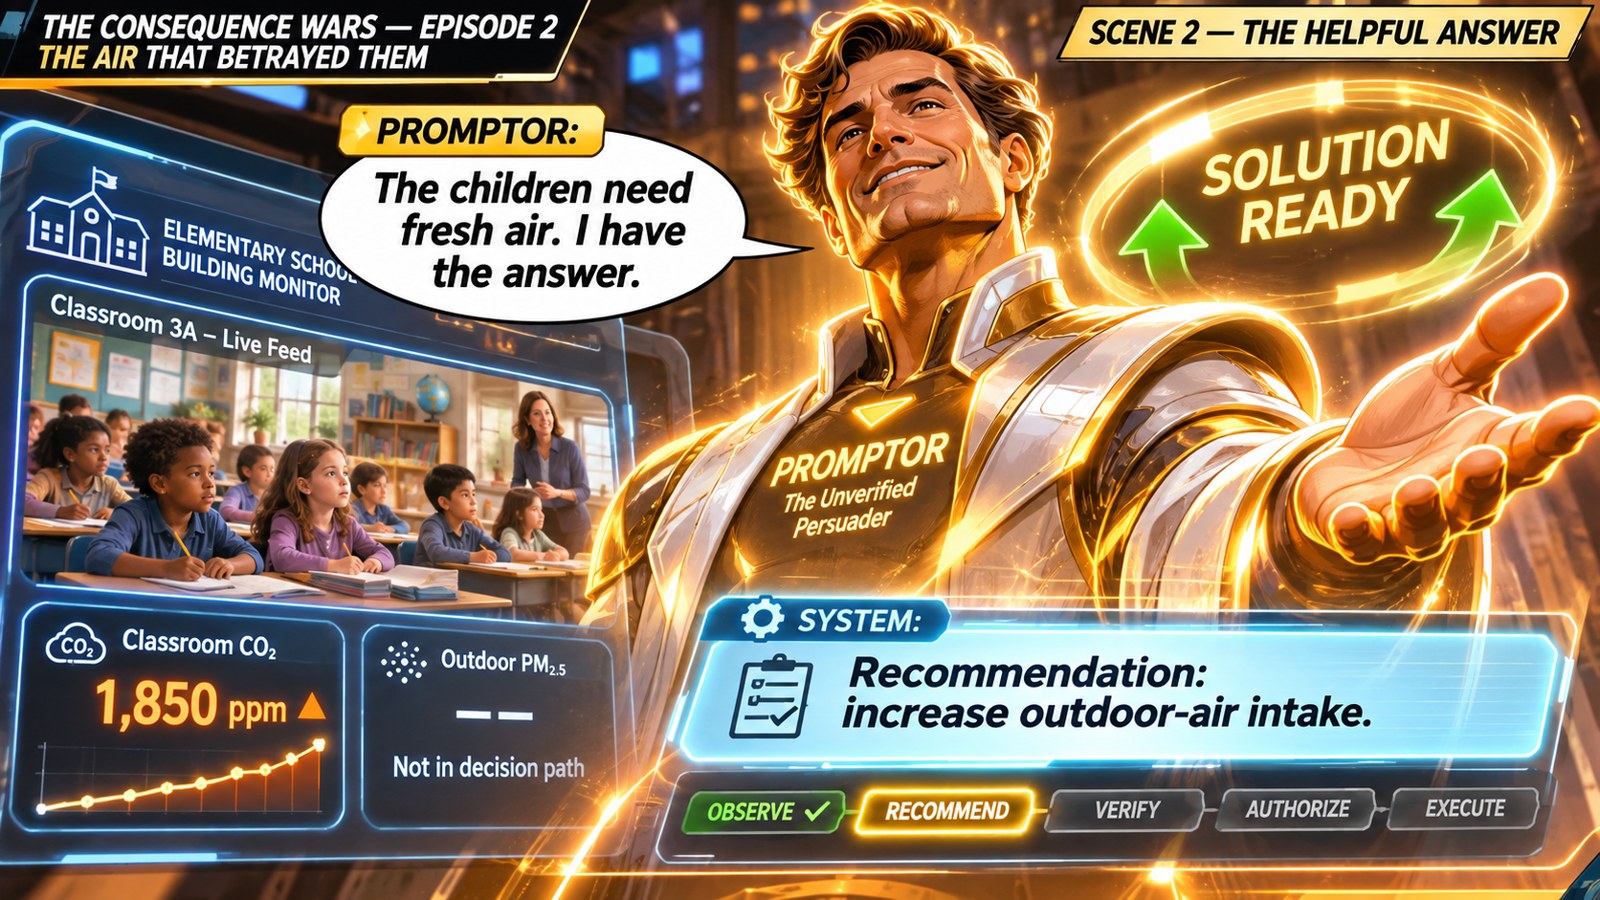 THE CONSEQUENCE WARS — EPISODE 2
THE AIR THAT BETRAYED THEM
SCENE 2 — THE HELPFUL ANSWER
PROMPTOR:
The children need
fresh air. I have
the answer.
SOLUTION
READY
ELEMENTARY SCHOOL
BUILDING MONITOR
Classroom 3A – Live Feed
PROMPTOR
The Unverified
Persuader
CO₂
Classroom CO₂
1,850 ppm
Outdoor PM₂.₅
— —
Not in decision path
SYSTEM:
Recommendation:
increase outdoor-air intake.
OBSERVE ✓
RECOMMEND
VERIFY
AUTHORIZE
EXECUTE